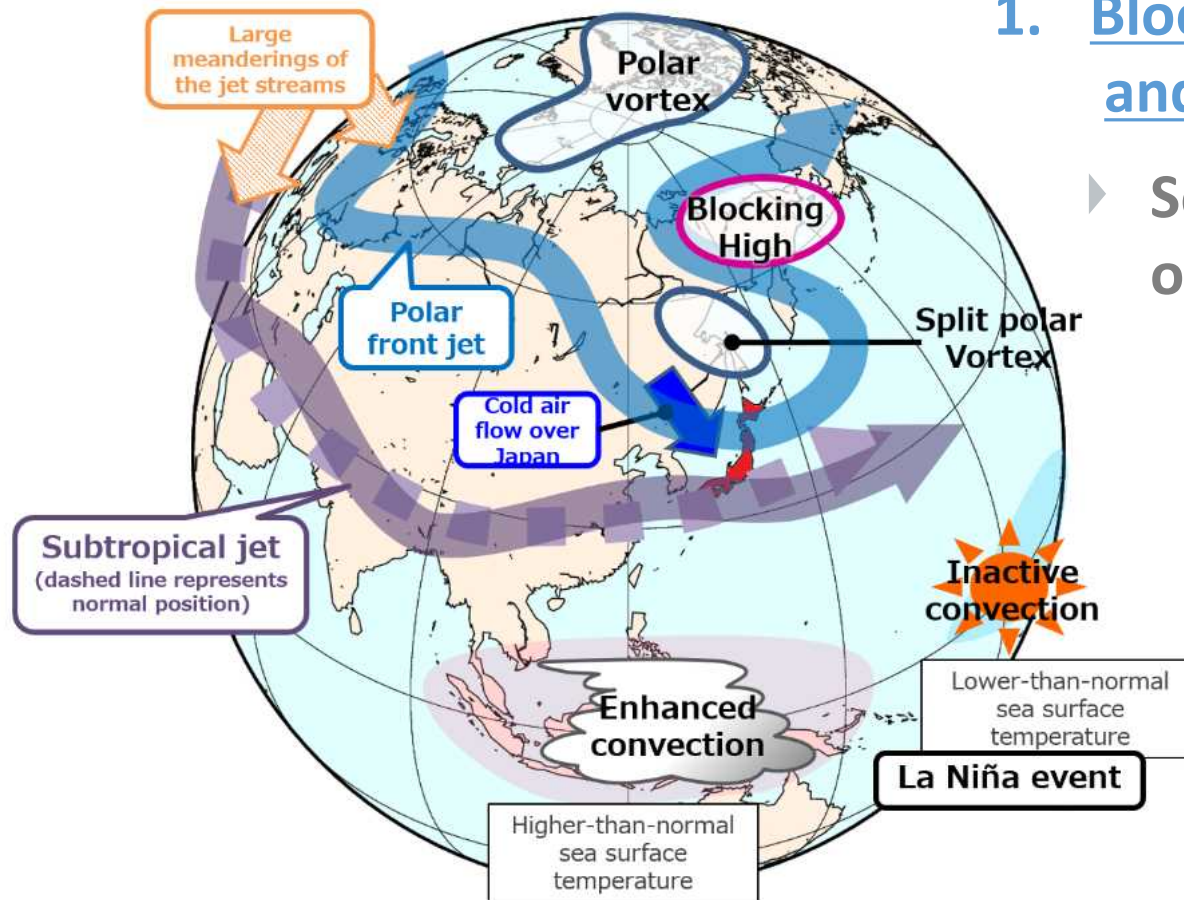 Large
meanderings of
the jet streams
Polar
vortex
1. Bloc
and
Blocking
High
S
o
Polar
front jet
Split polar
Vortex
Cold air
flow over
Japan
Subtropical jet
(dashed line represents
normal position)
Inactive
convection
Enhanced
convection
Lower-than-normal
sea surface
temperature
La Niña event
Higher-than-normal
sea surface
temperature